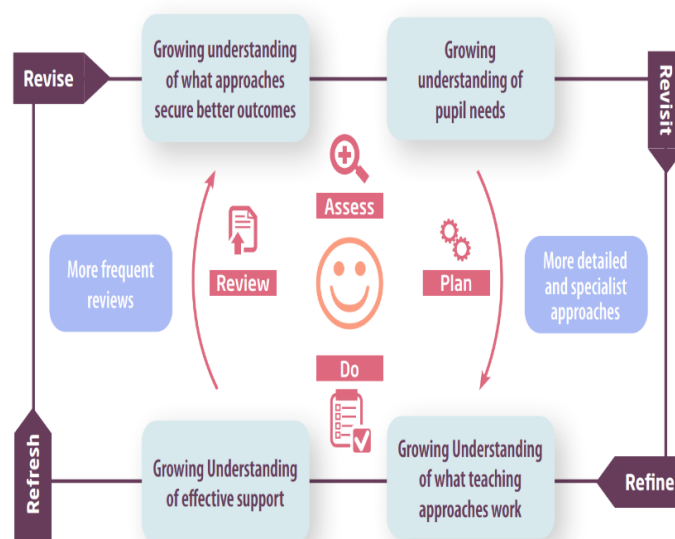 Growing understanding
of what approaches
secure better outcomes
Growing
understanding of
pupil needs
Revise
Revisit
Assess
Review
Plan
More frequent
reviews
More detailed
and specialist
approaches
Do
Refresh
Growing Understanding
of effective support
Growing Understanding
of what teaching
approaches work
Refine